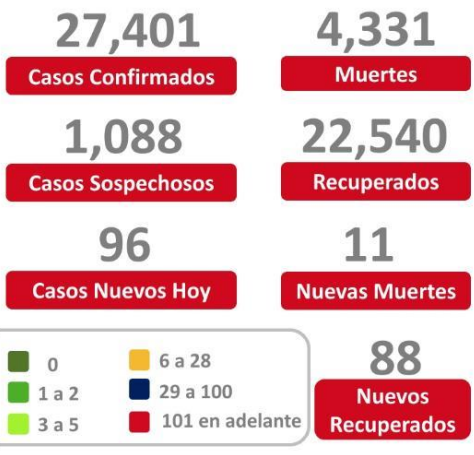 27,401
Casos Confirmados
4,331
Muertes
1,088
Casos Sospechosos
22,540
Recuperados
96
Casos Nuevos Hoy
11
Nuevas Muertes
0
1 a 2
3 a 5
6 a 28
29 a 100
101 en adelante
88
Nuevos
Recuperados